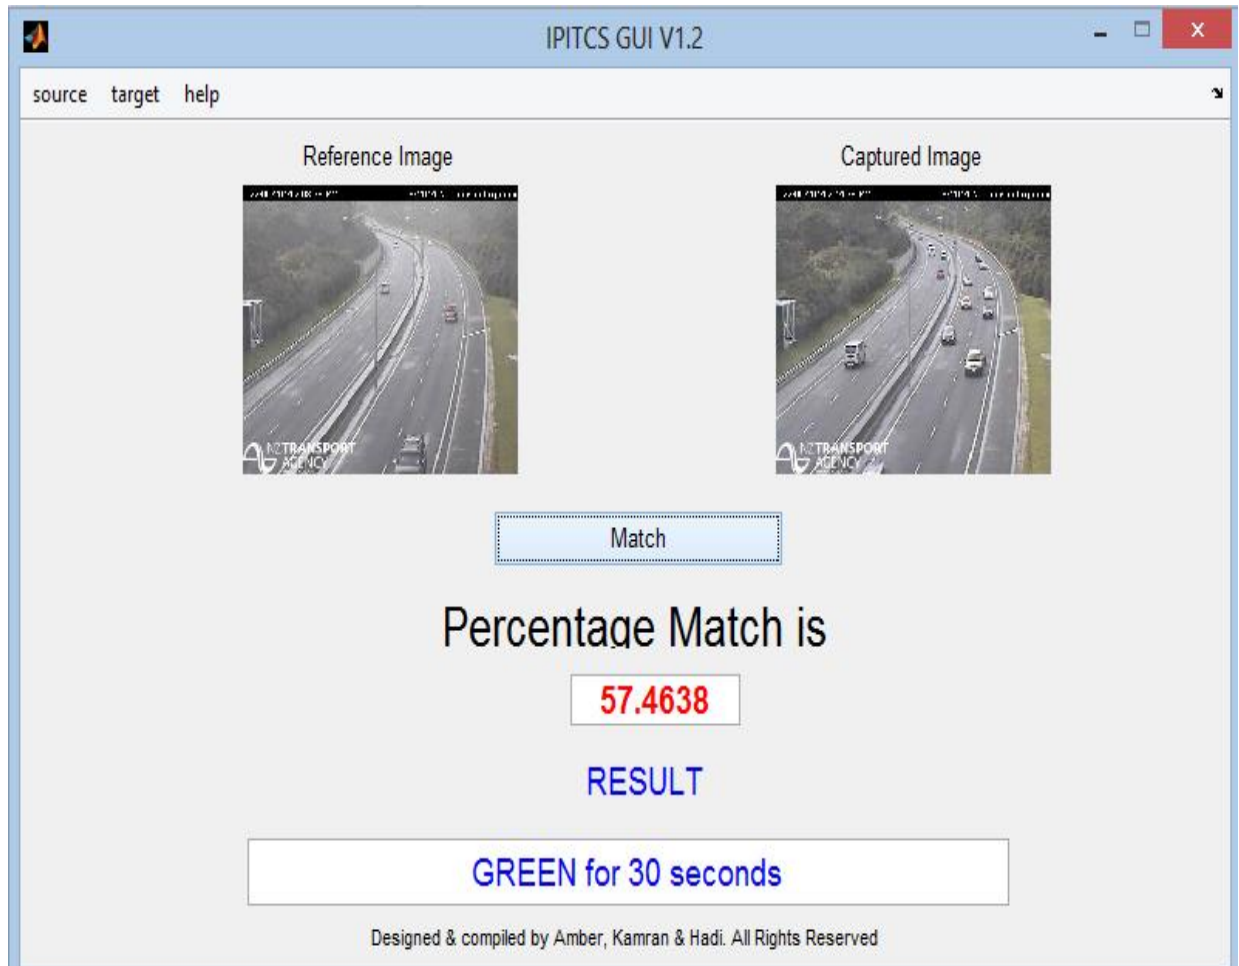 IPITCS GUI V1.2
source target help
Reference Image Captured Image
NZTRANSPORT
AGENCY
NZTRANSPORT
AGENCY
Match
Percentage Match is
57.4638
RESULT
GREEN for 30 seconds
Designed & compiled by Amber, Kamran & Hadi. All Rights Reserved